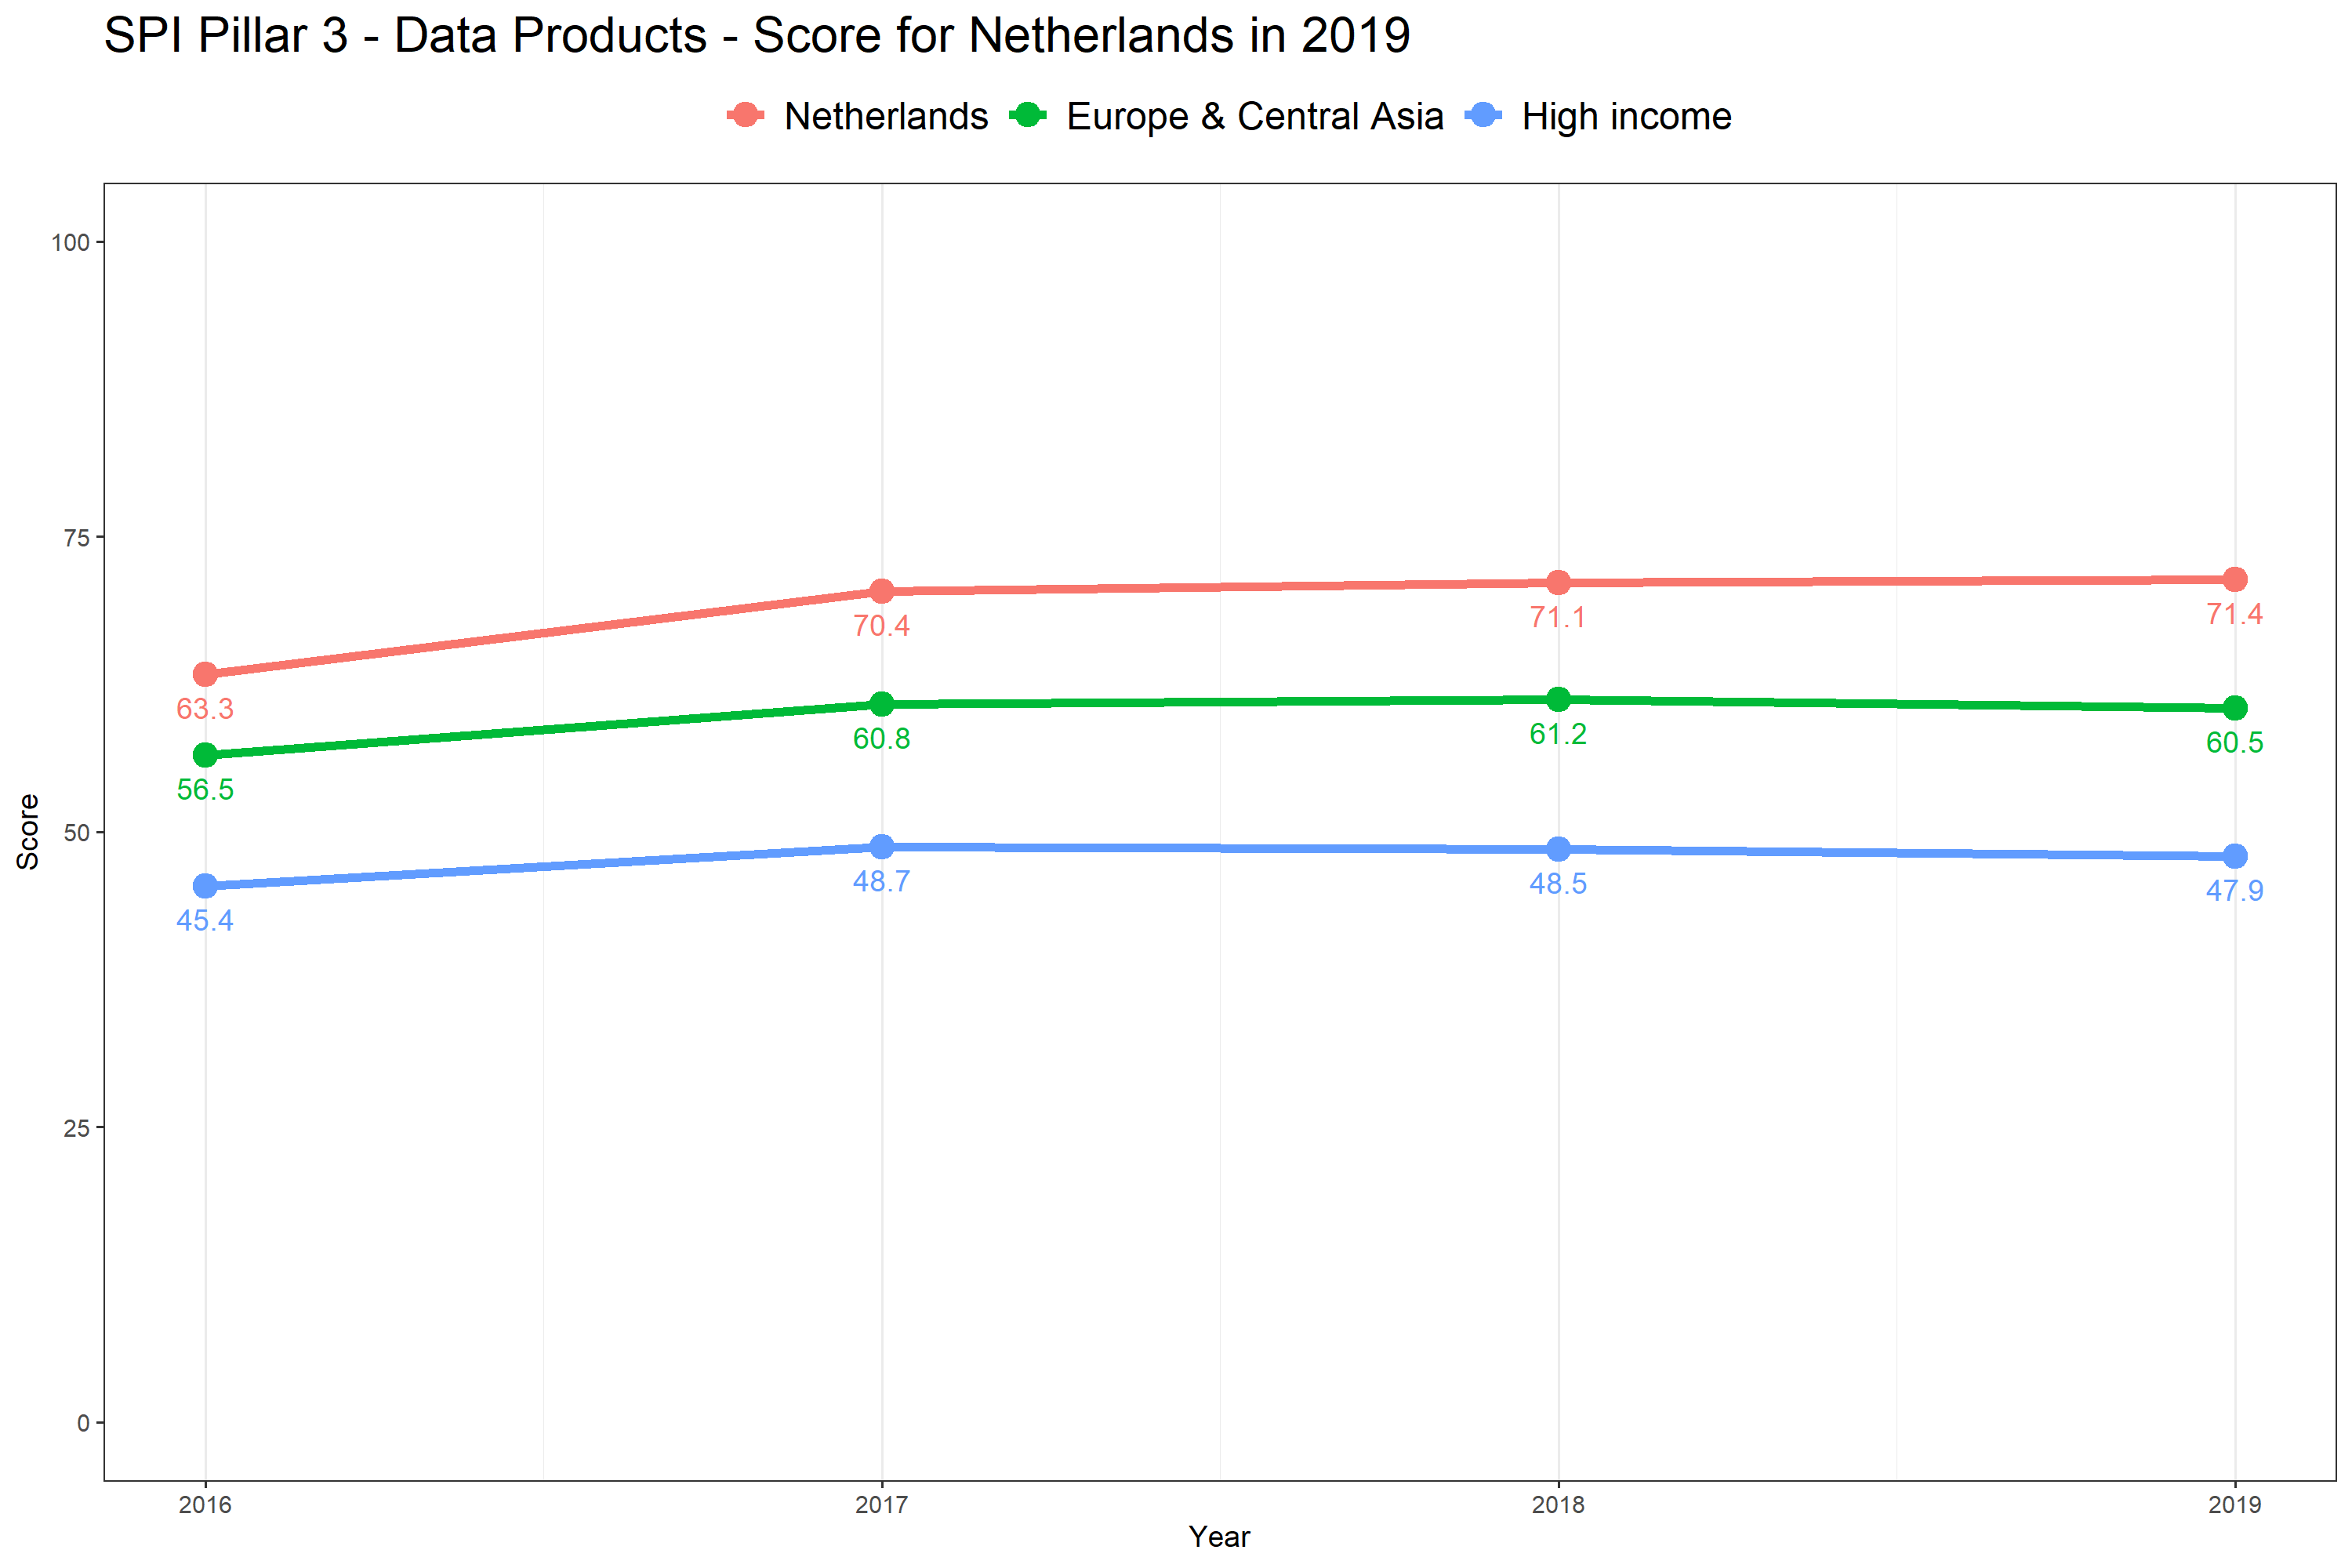 SPI Pillar 3 - Data Products - Score for Netherlands in 2019
Netherlands Europe & Central Asia High income
100
75
50
25
0
Score
63.3 70.4 71.1 71.4
56.5 60.8 61.2 60.5
45.4 48.7 48.5 47.9
2016 2017 2018 2019
Year